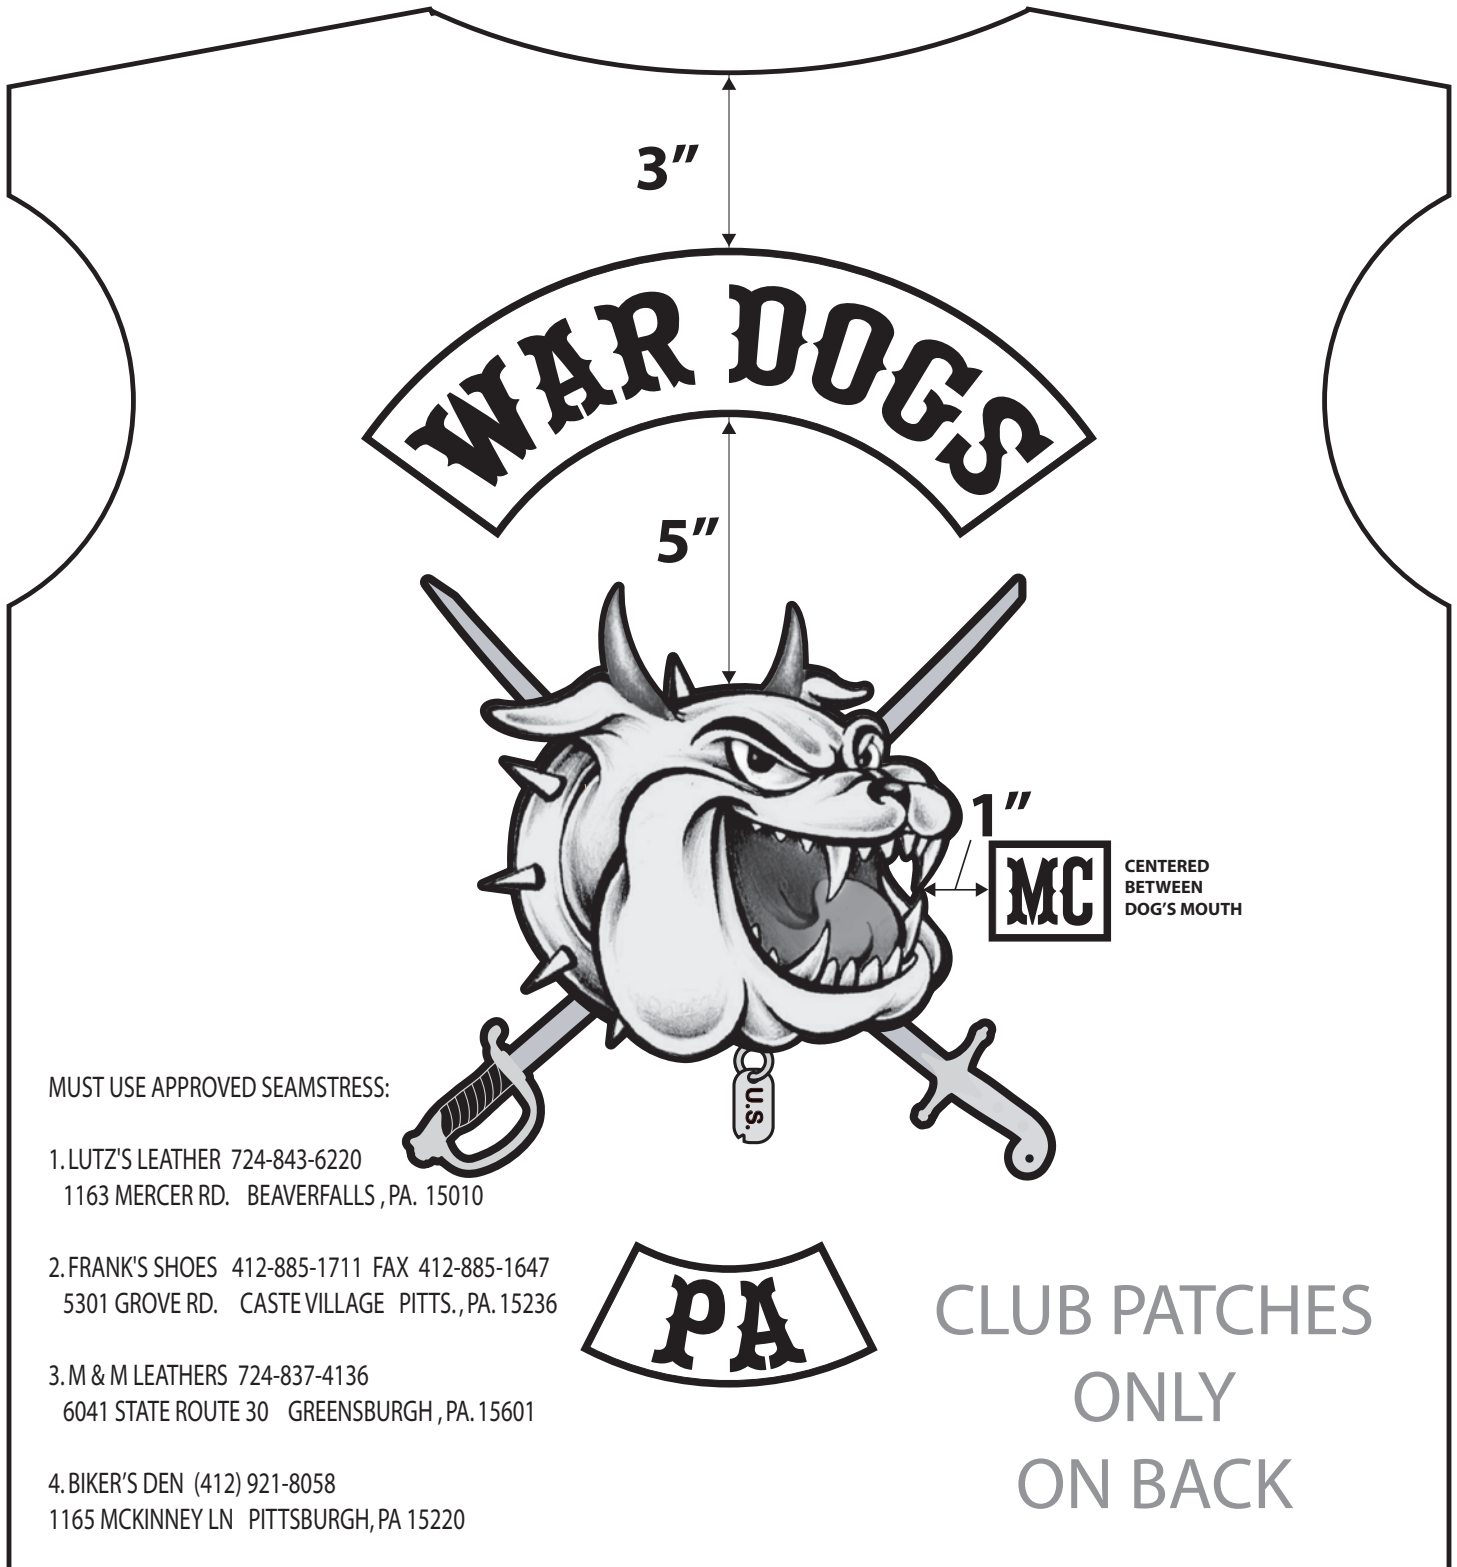 3”
WAR DOGS
5”
1”
MC
CENTERED
BETWEEN
DOG’S MOUTH
U.S.
MUST USE APPROVED SEAMSTRESS:
1. LUTZ'S LEATHER 724-843-6220
1163 MERCER RD. BEAVERFALLS , PA. 15010
2. FRANK'S SHOES 412-885-1711 FAX 412-885-1647
5301 GROVE RD. CASTE VILLAGE PITTS. , PA. 15236
3. M & M LEATHERS 724-837-4136
6041 STATE ROUTE 30 GREENSBURGH , PA. 15601
4. BIKER’S DEN (412) 921-8058
1165 MCKINNEY LN PITTSBURGH, PA 15220
PA
CLUB PATCHES
ONLY
ON BACK